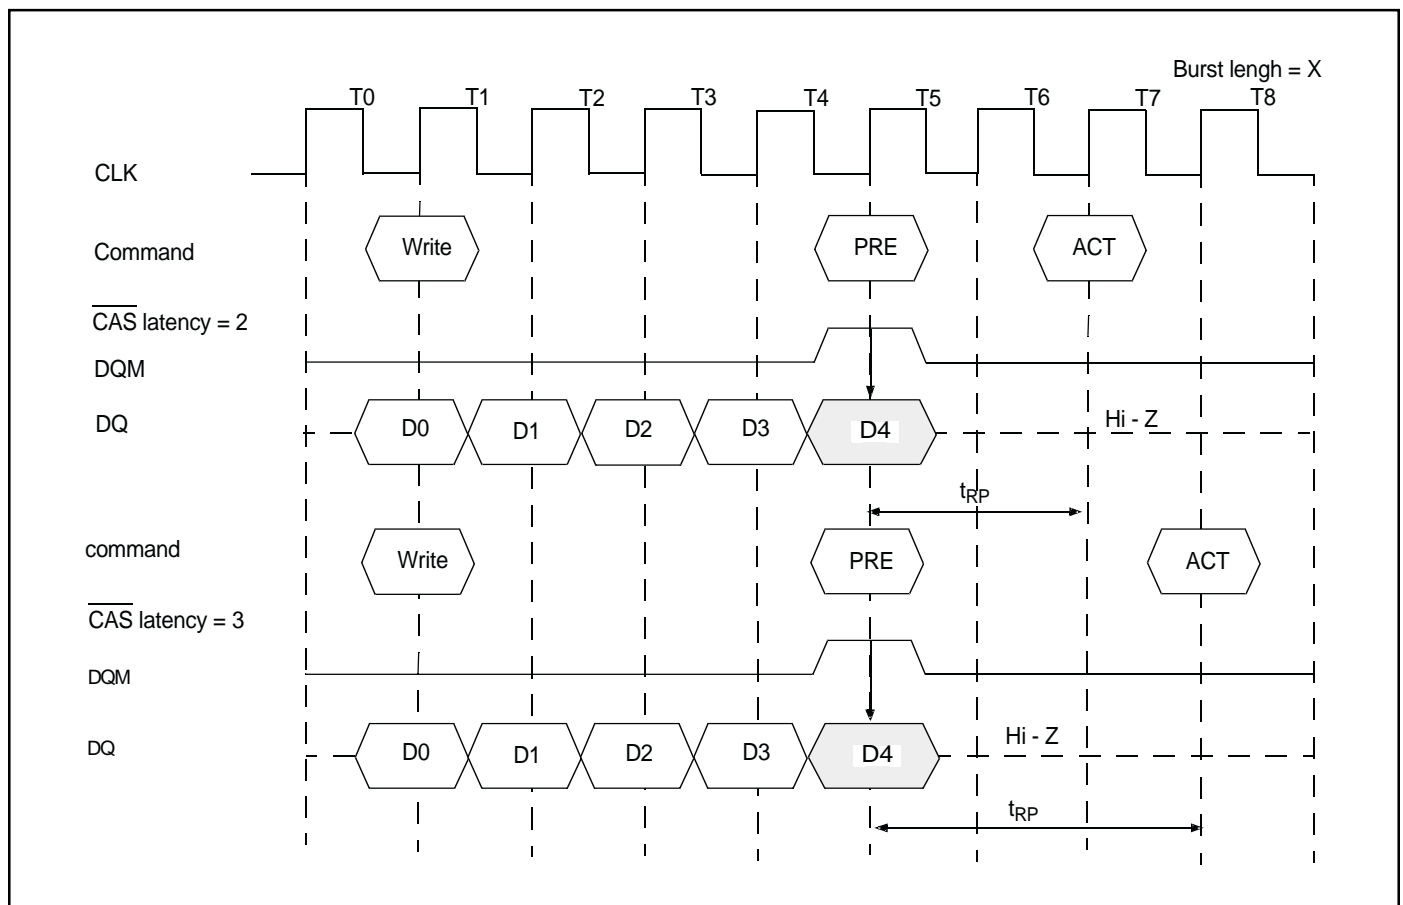 Burst lengh = X
T0 T1 T2 T3 T4 T5 T6 T7 T8
CLK
Command Write PRE ACT
CAS latency = 2
DQM
DQ D0 D1 D2 D3 D4 Hi - Z
tRP
command Write PRE ACT
CAS latency = 3
DQM
DQ D0 D1 D2 D3 D4 Hi - Z
tRP